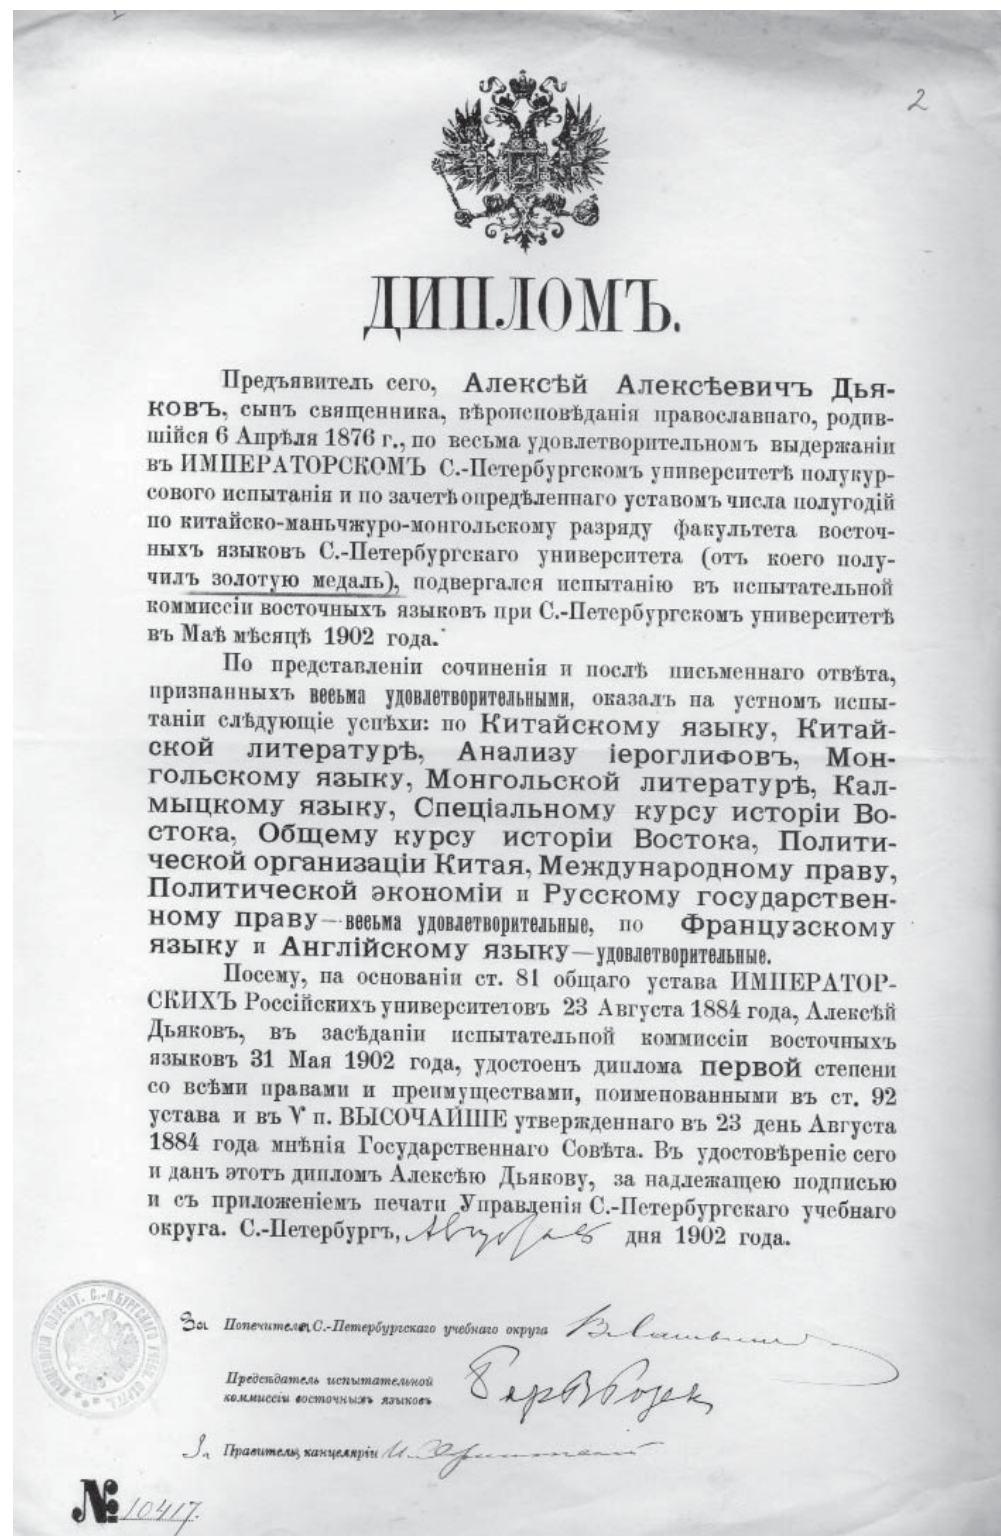 2
ДИПЛОМЪ.
Предъявитель сего, Алексѣй Алексѣевичъ Дья-
ковъ, сынъ священника, вѣроисповѣданія православнаго, родив-
шійся 6 Апрѣля 1876 г., по весьма удовлетворительномъ выдержаніи
въ ИМПЕРАТОРСКОМЪ С.-Петербургскомъ университетѣ полукур-
сового испытанія и по зачетѣ опредѣленнаго уставомъ числа полугодій
по китайско-маньчжуро-монгольскому разряду факультета восточ-
ныхъ языковъ С.-Петербургскаго университета (отъ коего полу-
чилъ золотую медаль), подвергался испытанію въ испытательной
коммиссіи восточныхъ языковъ при С.-Петербургскомъ университетѣ
въ Маѣ мѣсяцѣ 1902 года.
По представленіи сочиненія и послѣ письменнаго отвѣта,
признанныхъ весьма удовлетворительными, оказалъ на устномъ испы-
таніи слѣдующіе успѣхи: по Китайскому языку, Китай-
ской литературѣ, Анализу іероглифовъ, Мон-
гольскому языку, Монгольской литературѣ, Кал-
мыцкому языку, Спеціальному курсу исторіи Во-
стока, Общему курсу исторіи Востока, Полити-
ческой организаціи Китая, Международному праву,
Политической экономіи и Русскому государствен-
ному праву—весьма удовлетворительные, по Французскому
языку и Англійскому языку—удовлетворительные.
Посему, на основаніи ст. 81 общаго устава ИМПЕРАТОР-
СКИХЪ Россійскихъ университетовъ 23 Августа 1884 года, Алексѣй
Дьяковъ, въ засѣданіи испытательной коммиссіи восточныхъ
языковъ 31 Мая 1902 года, удостоенъ диплома первой степени
со всѣми правами и преимуществами, поименованными въ ст. 92
устава и въ V п. ВЫСОЧАЙШЕ утвержденнаго въ 23 день Августа
1884 года мнѣнія Государственнаго Совѣта. Въ удостовѣреніе сего
и данъ этотъ дипломъ Алексѣю Дьякову, за надлежащею подписью
и съ приложеніемъ печати Управленія С.-Петербургскаго учебнаго
округа. С.-Петербургъ, Августа дня 1902 года.
За Попечителя С.-Петербургскаго учебнаго округа
Предсѣдатель испытательной
коммиссіи восточныхъ языковъ Бар В Розен
За Правителя канцеляріи
№ 10417.